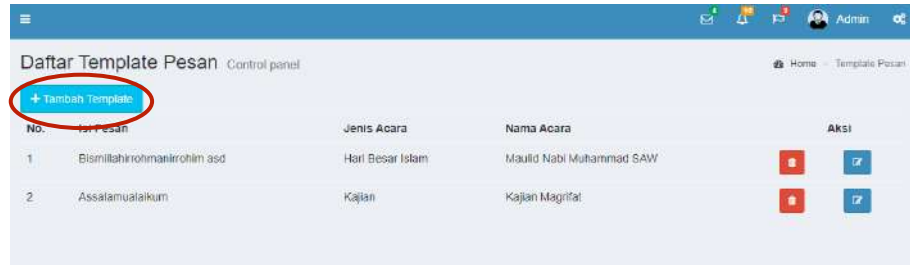 Admin
Daftar Template Pesan Control panel
Home - Template Pesan
+ Tambah Template
No. Isi Pesan Jenis Acara Nama Acara Aksi
1 Bismillahirrohmanirrohim asd Hari Besar Islam Maulid Nabi Muhammad SAW
2 Assalamualaikum Kajian Kajian Magrifat